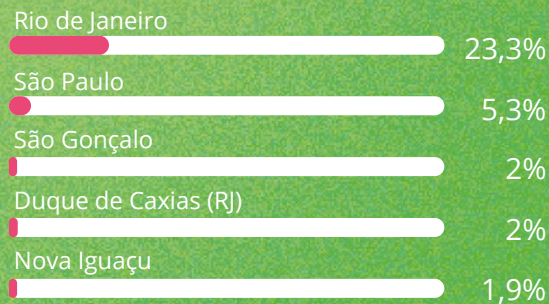 Rio de Janeiro
23,3%
São Paulo
5,3%
São Gonçalo
2%
Duque de Caxias (RJ)
2%
Nova Iguaçu
1,9%